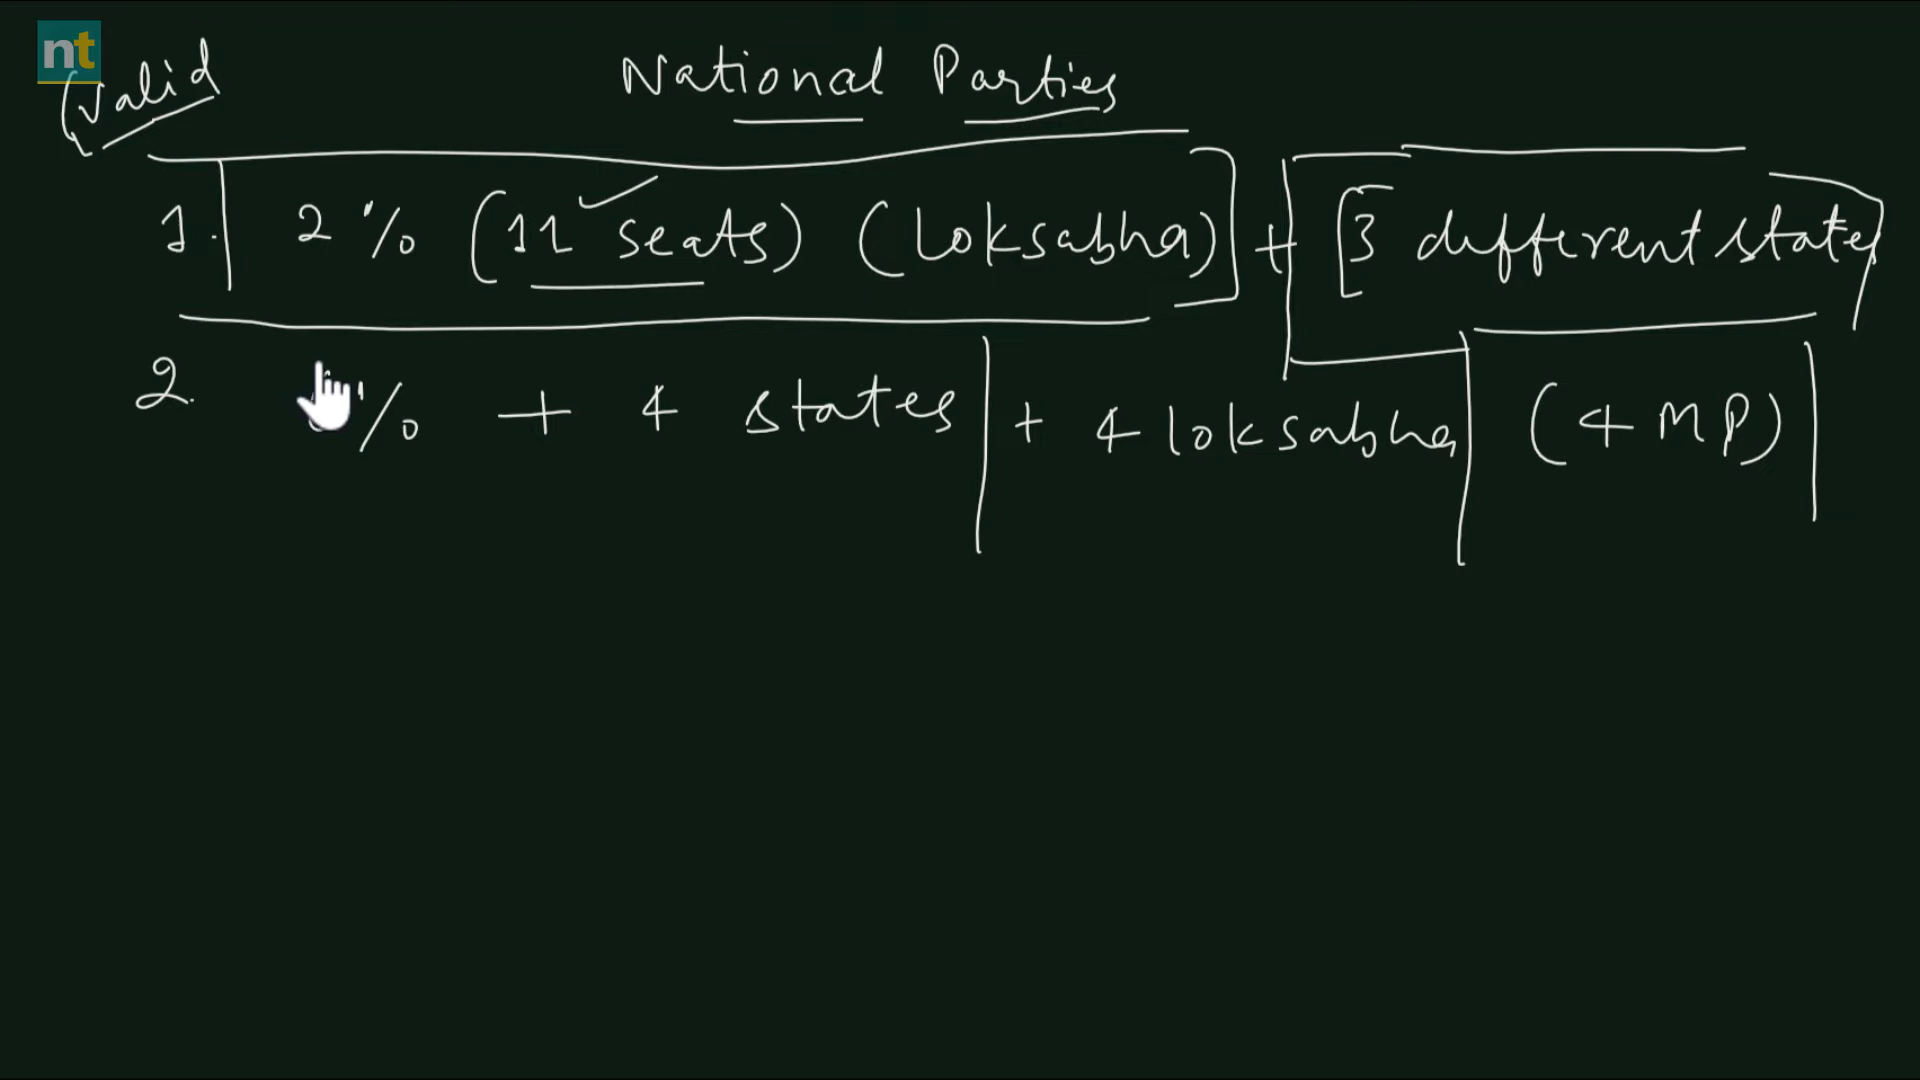 nt
(valid
National Parties
1. 2% (11 seats) (Loksabha) + [3 different states
2. % + 4 states + 4 loksabha (4 MP)